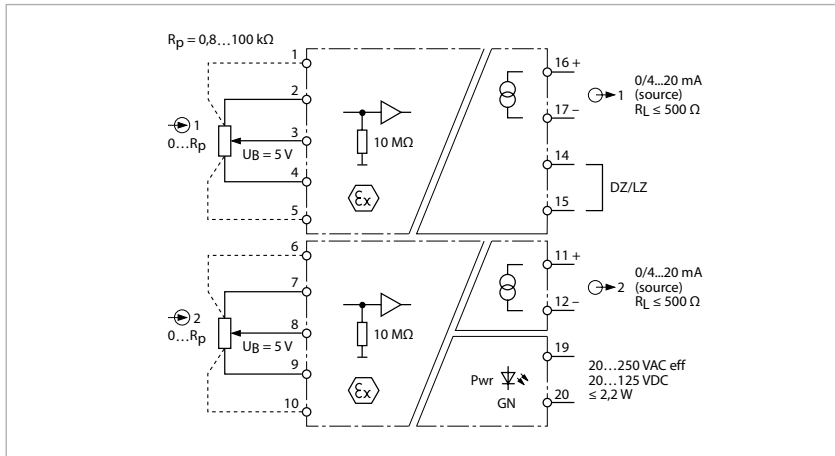 Rp = 0,8…100 kΩ
1
2
3
4
5
1
0…Rp
UB = 5 V
10 MΩ
εx
16 +
17 –
14
15
1
0/4...20 mA
(source)
RL ≤ 500 Ω
DZ/LZ
6
7
8
9
10
2
0…Rp
UB = 5 V
10 MΩ
εx
11 +
12 –
2
0/4...20 mA
(source)
RL ≤ 500 Ω
19
20
Pwr
GN
20…250 VAC eff
20…125 VDC
≤ 2,2 W